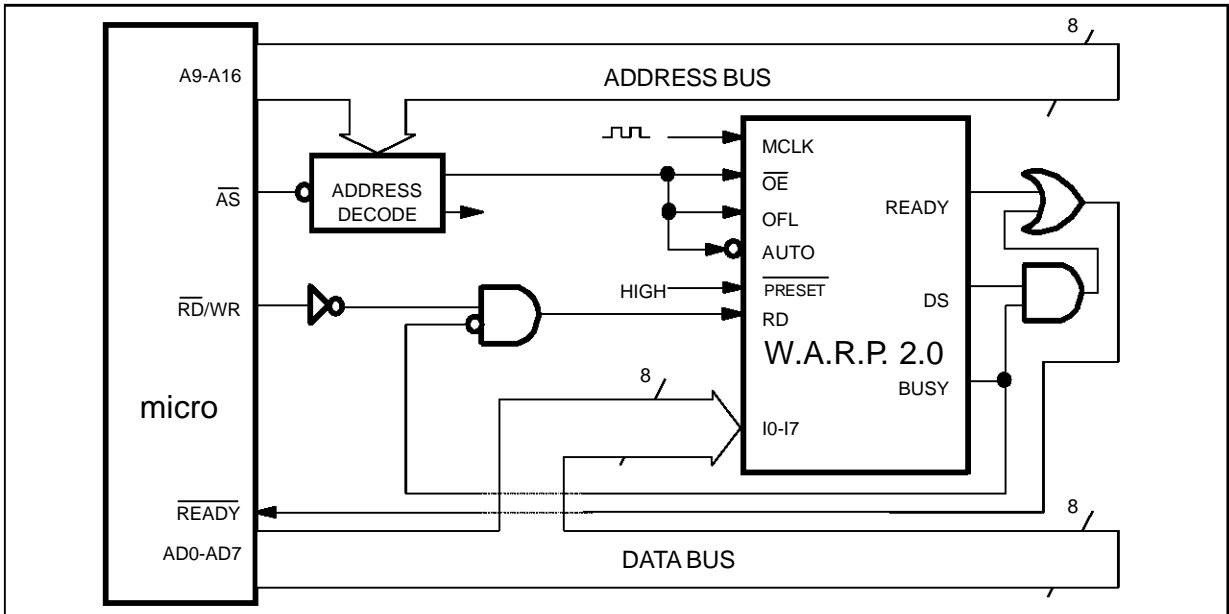 8
A9-A16
ADDRESS BUS
MCLK
AS
ADDRESS
DECODE
OE
READY
OFL
AUTO
HIGH
PRESET
RD/WR
RD
DS
W.A.R.P. 2.0
8
BUSY
micro
I0-I7
READY
8
AD0-AD7
DATA BUS